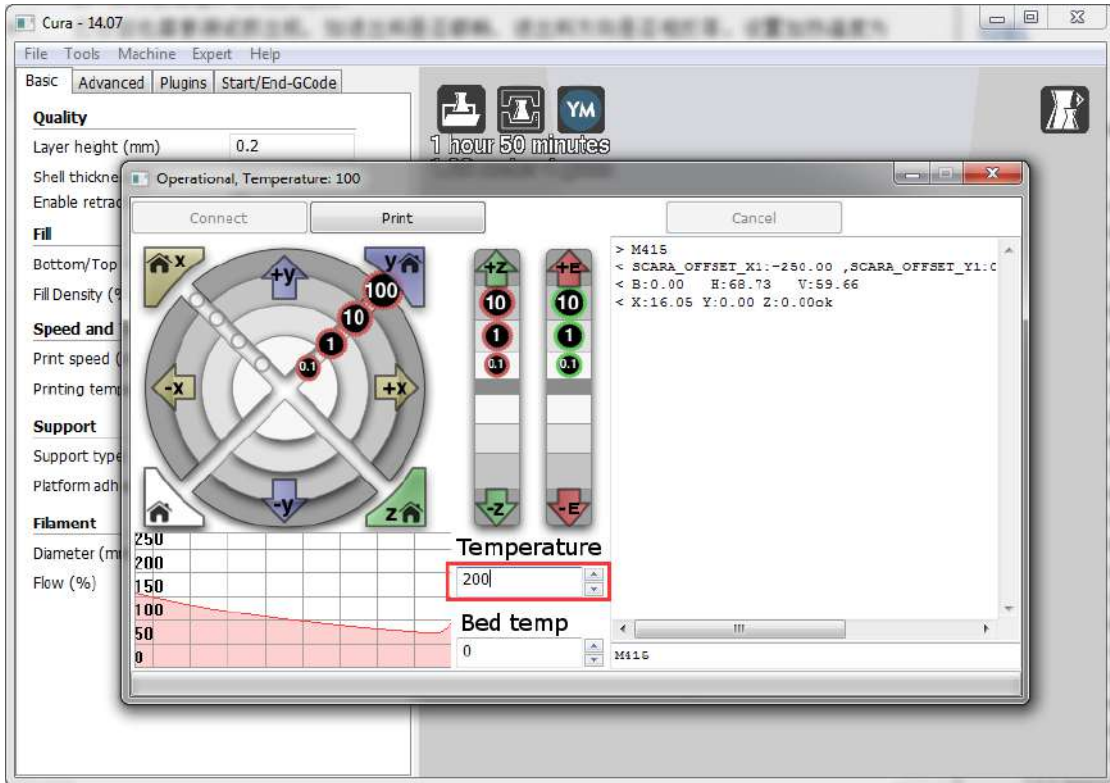 Cura - 14.07
File Tools Machine Expert Help
Basic Advanced Plugins Start/End-GCode
Quality
Layer height (mm) 0.2
Shell thickne
Enable retrac
Fill
Bottom/Top
Fill Density (%
Speed and
Print speed (
Printing temp
Support
Support type
Platform adh
Filament
Diameter (mm
Flow (%)
YM
1 hour 50 minutes
Operational, Temperature: 100
Connect Print Cancel
x
y
+y
100
10
1
0.1
-x
+x
-y
z
+Z
10
1
0.1
-Z
+E
10
1
0.1
-E
250
200
150
100
50
0
Temperature
200
Bed temp
0
> M415
< SCARA_OFFSET_X1:-250.00 ,SCARA_OFFSET_Y1:0
< B:0.00 H:68.73 V:59.66
< X:16.05 Y:0.00 Z:0.00ok
M415